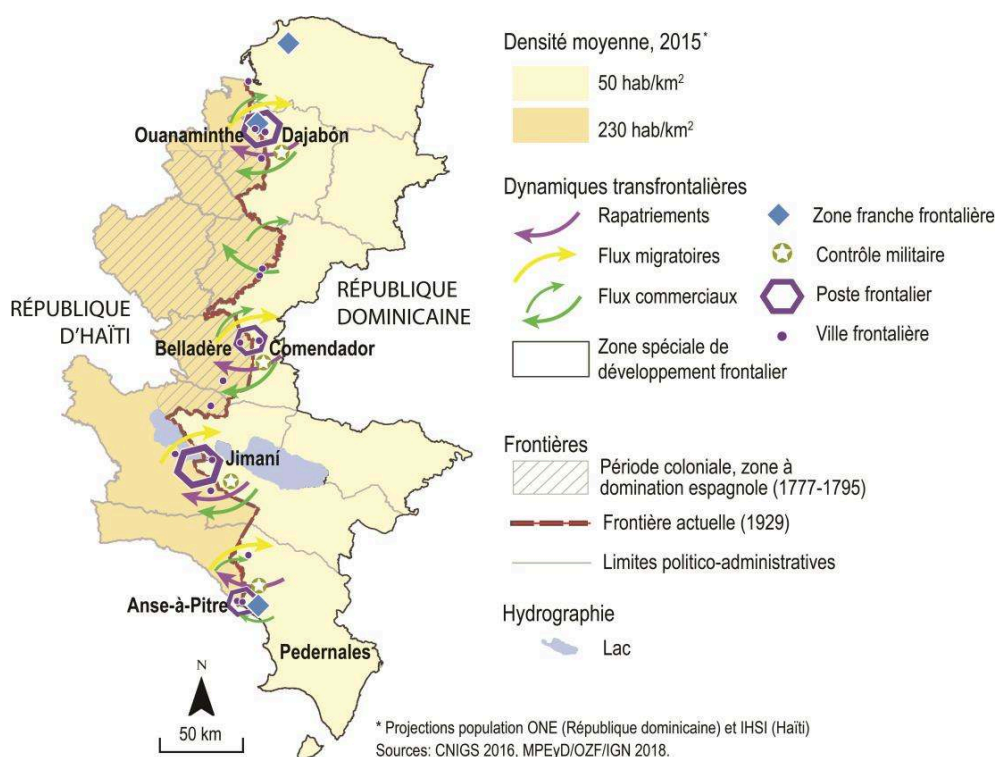 Densité moyenne, 2015*
50 hab/km²
230 hab/km²
Dynamiques transfrontalières
Rapatriements
Flux migratoires
Flux commerciaux
Zone spéciale de
développement frontalier
Zone franche frontalière
Contrôle militaire
Poste frontalier
Ville frontalière
Frontières
Période coloniale, zone à
domination espagnole (1777-1795)
Frontière actuelle (1929)
Limites politico-administratives
Hydrographie
Lac
Ouanaminthe
Dajabón
RÉPUBLIQUE
D'HAÏTI
RÉPUBLIQUE
DOMINICAINE
Belladère
Comendador
Jimaní
Anse-à-Pitre
Pedernales
N
50 km
* Projections population ONE (République dominicaine) et IHSI (Haïti)
Sources: CNIGS 2016, MPEyD/OZF/IGN 2018.